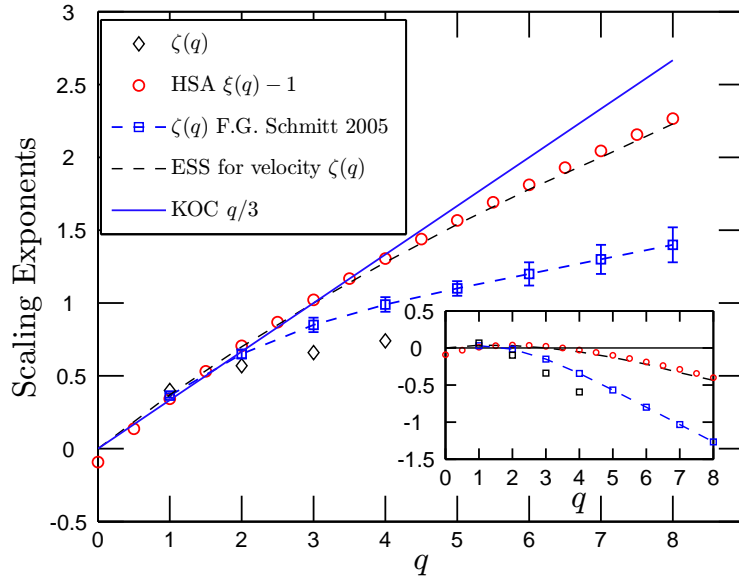 3
2.5
2
1.5
1
0.5
0
-0.5
Scaling Exponents
ζ(q)
HSA ξ(q) − 1
ζ(q) F.G. Schmitt 2005
ESS for velocity ζ(q)
KOC q/3
0.5
0
-0.5
-1
-1.5
0 1 2 3 4 5 6 7 8
q
0 1 2 3 4 5 6 7 8
q